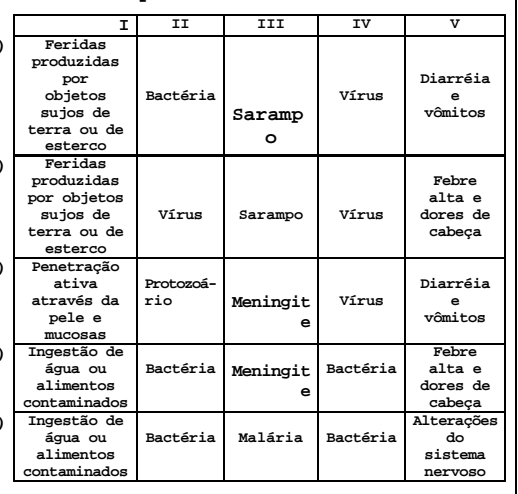 I II III IV V
) Feridas
produzidas
por
objetos
sujos de
terra ou de
esterco
Bactéria
Saramp
o
Vírus
Diarréia
e
vômitos
) Feridas
produzidas
por objetos
sujos de
terra ou de
esterco
Vírus
Sarampo
Vírus
Febre
alta e
dores de
cabeça
) Penetração
ativa
através da
pele e
mucosas
Protozoá-
rio
Meningit
e
Vírus
Diarréia
e
vômitos
) Ingestão de
água ou
alimentos
contaminados
Bactéria
Meningit
e
Bactéria
Febre
alta e
dores de
cabeça
) Ingestão de
água ou
alimentos
contaminados
Bactéria
Malária
Bactéria
Alterações
do
sistema
nervoso